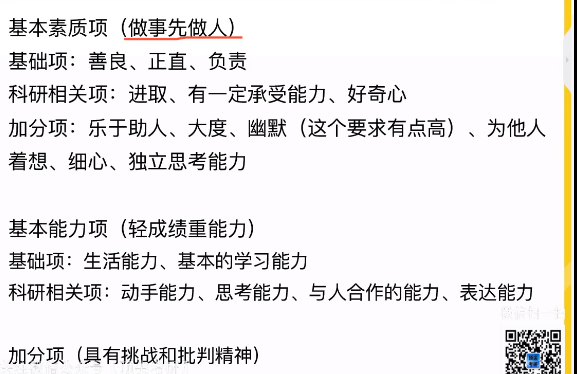 基本素质项（做事先做人）
基础项：善良、正直、负责
科研相关项：进取、有一定承受能力、好奇心
加分项：乐于助人、大度、幽默（这个要求有点高）、为他人
着想、细心、独立思考能力
基本能力项（轻成绩重能力）
基础项：生活能力、基本的学习能力
科研相关项：动手能力、思考能力、与人合作的能力、表达能力
加分项（具有挑战和批判精神）